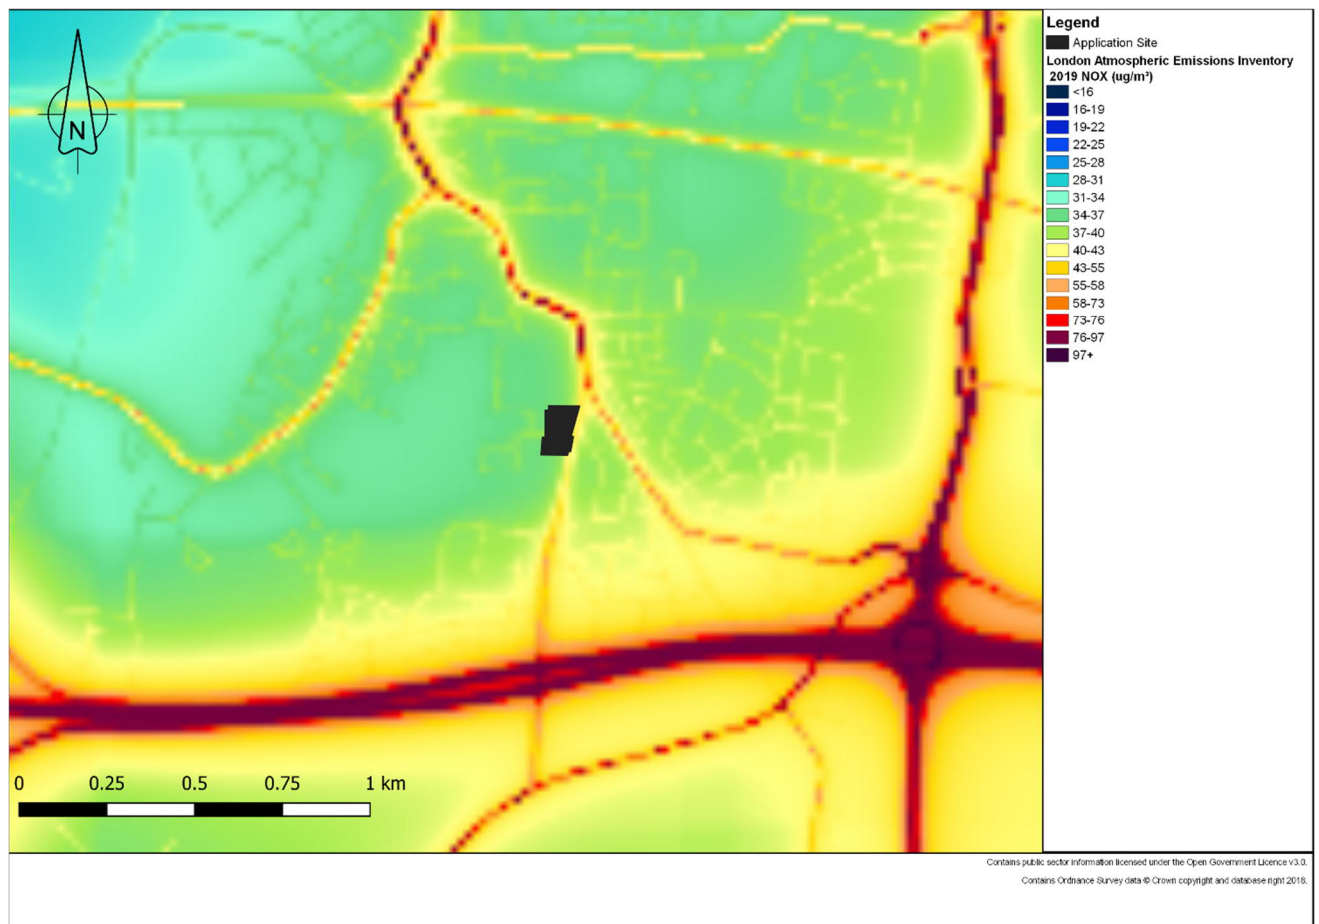 N
0 0.25 0.5 0.75 1 km
Legend
Application Site
London Atmospheric Emissions Inventory
2019 NOX (ug/m³)
<16
16-19
19-22
22-25
25-28
28-31
31-34
34-37
37-40
40-43
43-55
55-58
58-73
73-76
76-97
97+
Contains public sector information licensed under the Open Government Licence v3.0.
Contains Ordnance Survey data © Crown copyright and database right 2018.